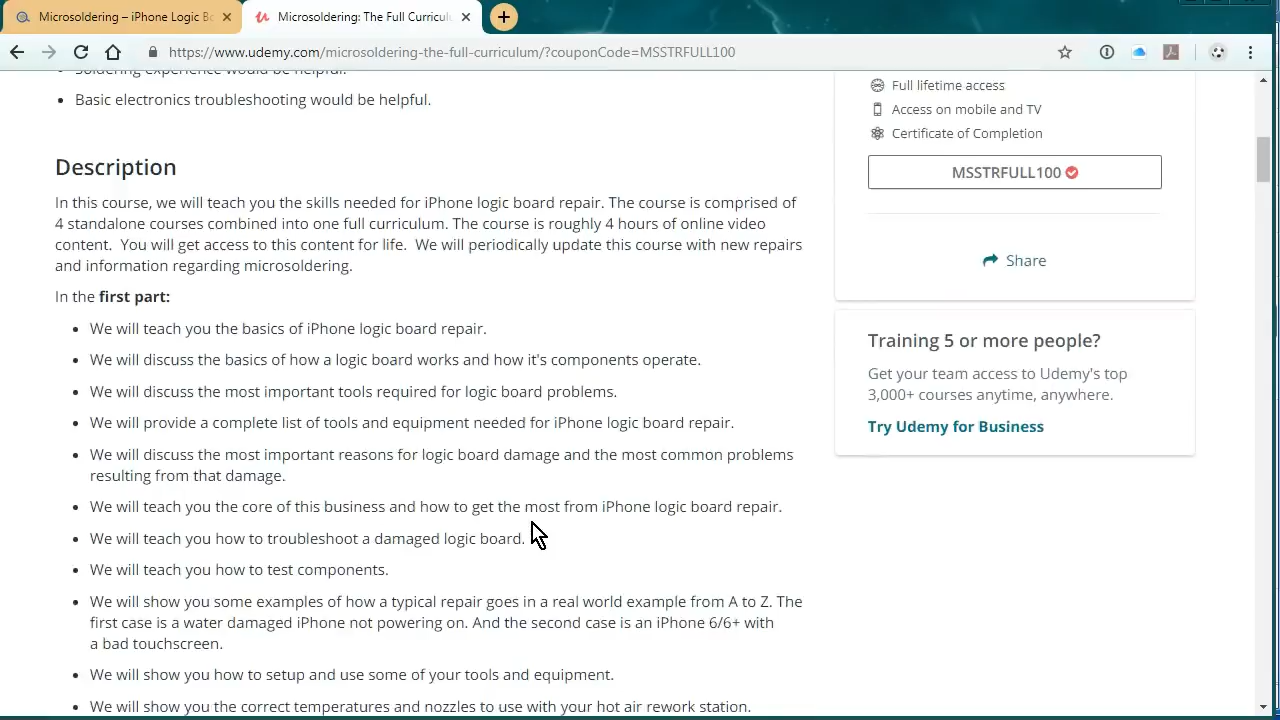 Microsoldering – iPhone Logic Bo
Microsoldering: The Full Curricul
https://www.udemy.com/microsoldering-the-full-curriculum/?couponCode=MSSTRFULL100
Soldering experience would be helpful.
Basic electronics troubleshooting would be helpful.
Description
In this course, we will teach you the skills needed for iPhone logic board repair. The course is comprised of
4 standalone courses combined into one full curriculum. The course is roughly 4 hours of online video
content.  You will get access to this content for life.  We will periodically update this course with new repairs
and information regarding microsoldering.
In the first part:
We will teach you the basics of iPhone logic board repair.
We will discuss the basics of how a logic board works and how it's components operate.
We will discuss the most important tools required for logic board problems.
We will provide a complete list of tools and equipment needed for iPhone logic board repair.
We will discuss the most important reasons for logic board damage and the most common problems
resulting from that damage.
We will teach you the core of this business and how to get the most from iPhone logic board repair.
We will teach you how to troubleshoot a damaged logic board.
We will teach you how to test components.
We will show you some examples of how a typical repair goes in a real world example from A to Z. The
first case is a water damaged iPhone not powering on. And the second case is an iPhone 6/6+ with
a bad touchscreen.
We will show you how to setup and use some of your tools and equipment.
We will show you the correct temperatures and nozzles to use with your hot air rework station.
Full lifetime access
Access on mobile and TV
Certificate of Completion
MSSTRFULL100
Share
Training 5 or more people?
Get your team access to Udemy's top
3,000+ courses anytime, anywhere.
Try Udemy for Business